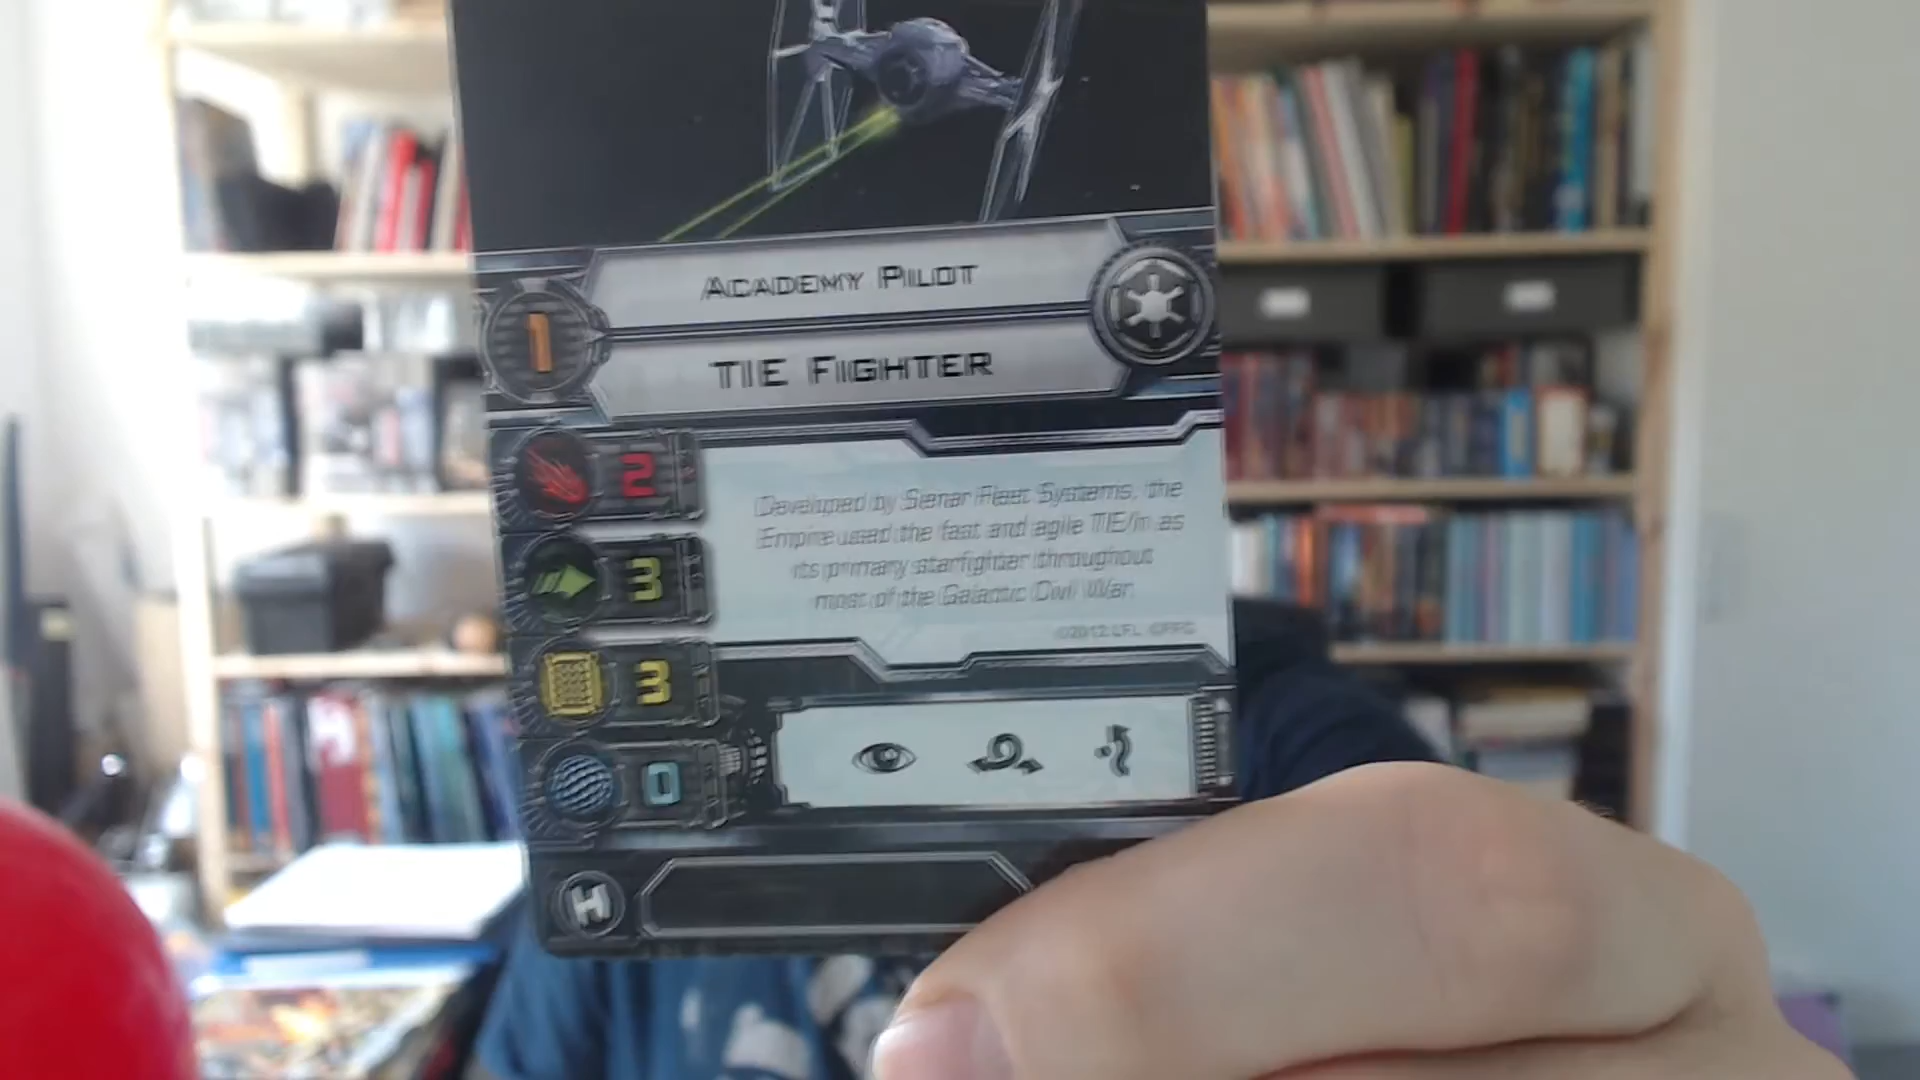 ACADEMY PILOT
1
TIE FIGHTER
2
Developed by Sienar Fleet Systems, the
Empire used the fast and agile TIE/ln as
its primary starfighter throughout
most of the Galactic Civil War.
3
©2012 LFL ©FFG
3
0